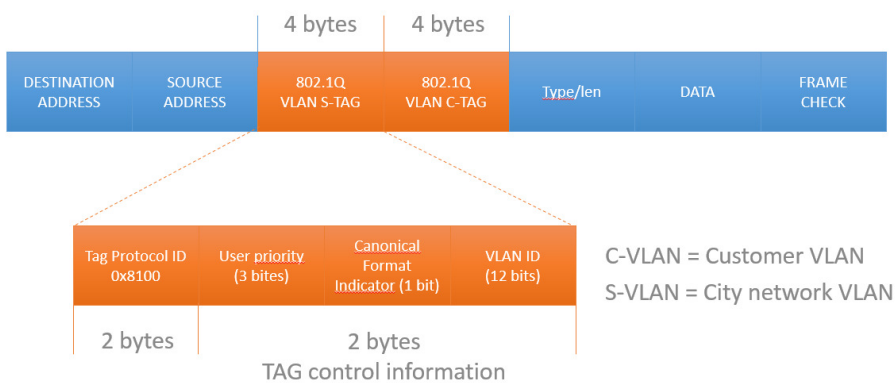 4 bytes
4 bytes
DESTINATION
ADDRESS
SOURCE
ADDRESS
802.1Q
VLAN S-TAG
802.1Q
VLAN C-TAG
Type/len
DATA
FRAME
CHECK
Tag Protocol ID
0x8100
User priority
(3 bites)
Canonical
Format
Indicator (1 bit)
VLAN ID
(12 bits)
C-VLAN = Customer VLAN
S-VLAN = City network VLAN
2 bytes
2 bytes
TAG control information